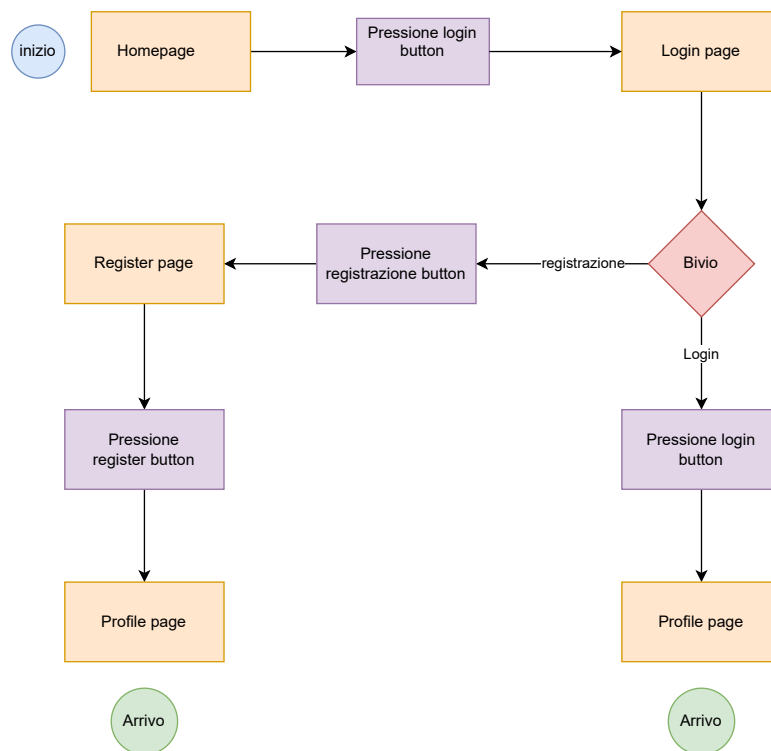 inizio
Homepage
Pressione login
button
Login page
Register page
Pressione
registrazione button
registrazione
Bivio
Login
Pressione
register button
Pressione login
button
Profile page
Profile page
Arrivo
Arrivo